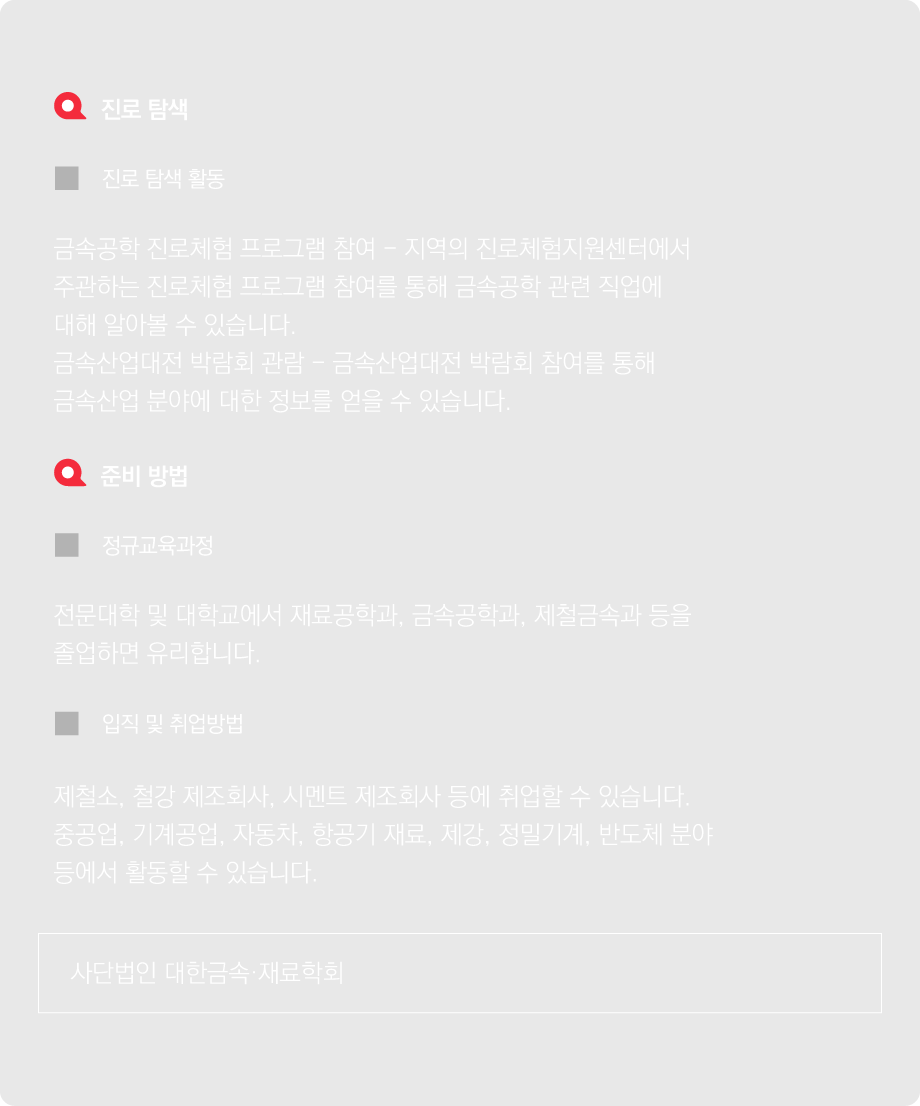 진로 탐색
진로 탐색 활동
금속공학 진로체험 프로그램 참여 – 지역의 진로체험지원센터에서
주관하는 진로체험 프로그램 참여를 통해 금속공학 관련 직업에
대해 알아볼 수 있습니다.
금속산업대전 박람회 관람 – 금속산업대전 박람회 참여를 통해
금속산업 분야에 대한 정보를 얻을 수 있습니다.
준비 방법
정규교육과정
전문대학 및 대학교에서 재료공학과, 금속공학과, 제철금속과 등을
졸업하면 유리합니다.
입직 및 취업방법
제철소, 철강 제조회사, 시멘트 제조회사 등에 취업할 수 있습니다.
중공업, 기계공업, 자동차, 항공기 재료, 제강, 정밀기계, 반도체 분야
등에서 활동할 수 있습니다.
사단법인 대한금속·재료학회